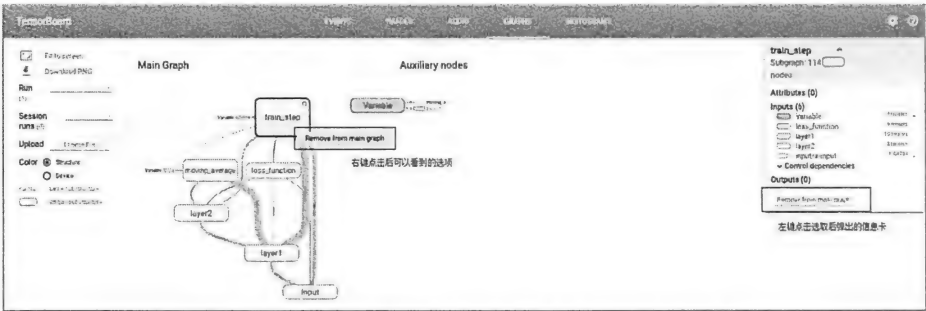 TensorBoard
EVENTS IMAGES AUDIO GRAPHS HISTOGRAMS
Fit to screen
Download PNG
Run
Session
runs
Upload
Color Structure
Device
Main Graph
Auxiliary nodes
train_step
Variable
Remove from main graph
右键点击后可以看到的选项
moving_average
loss_function
layer2
layer1
input
train_step
Subgraph: 114
nodes
Attributes (0)
Inputs (5)
Variable
loss_function
layer1
layer2
Control dependencies
Outputs (0)
Remove from main graph
左键点击选取后弹出的信息卡